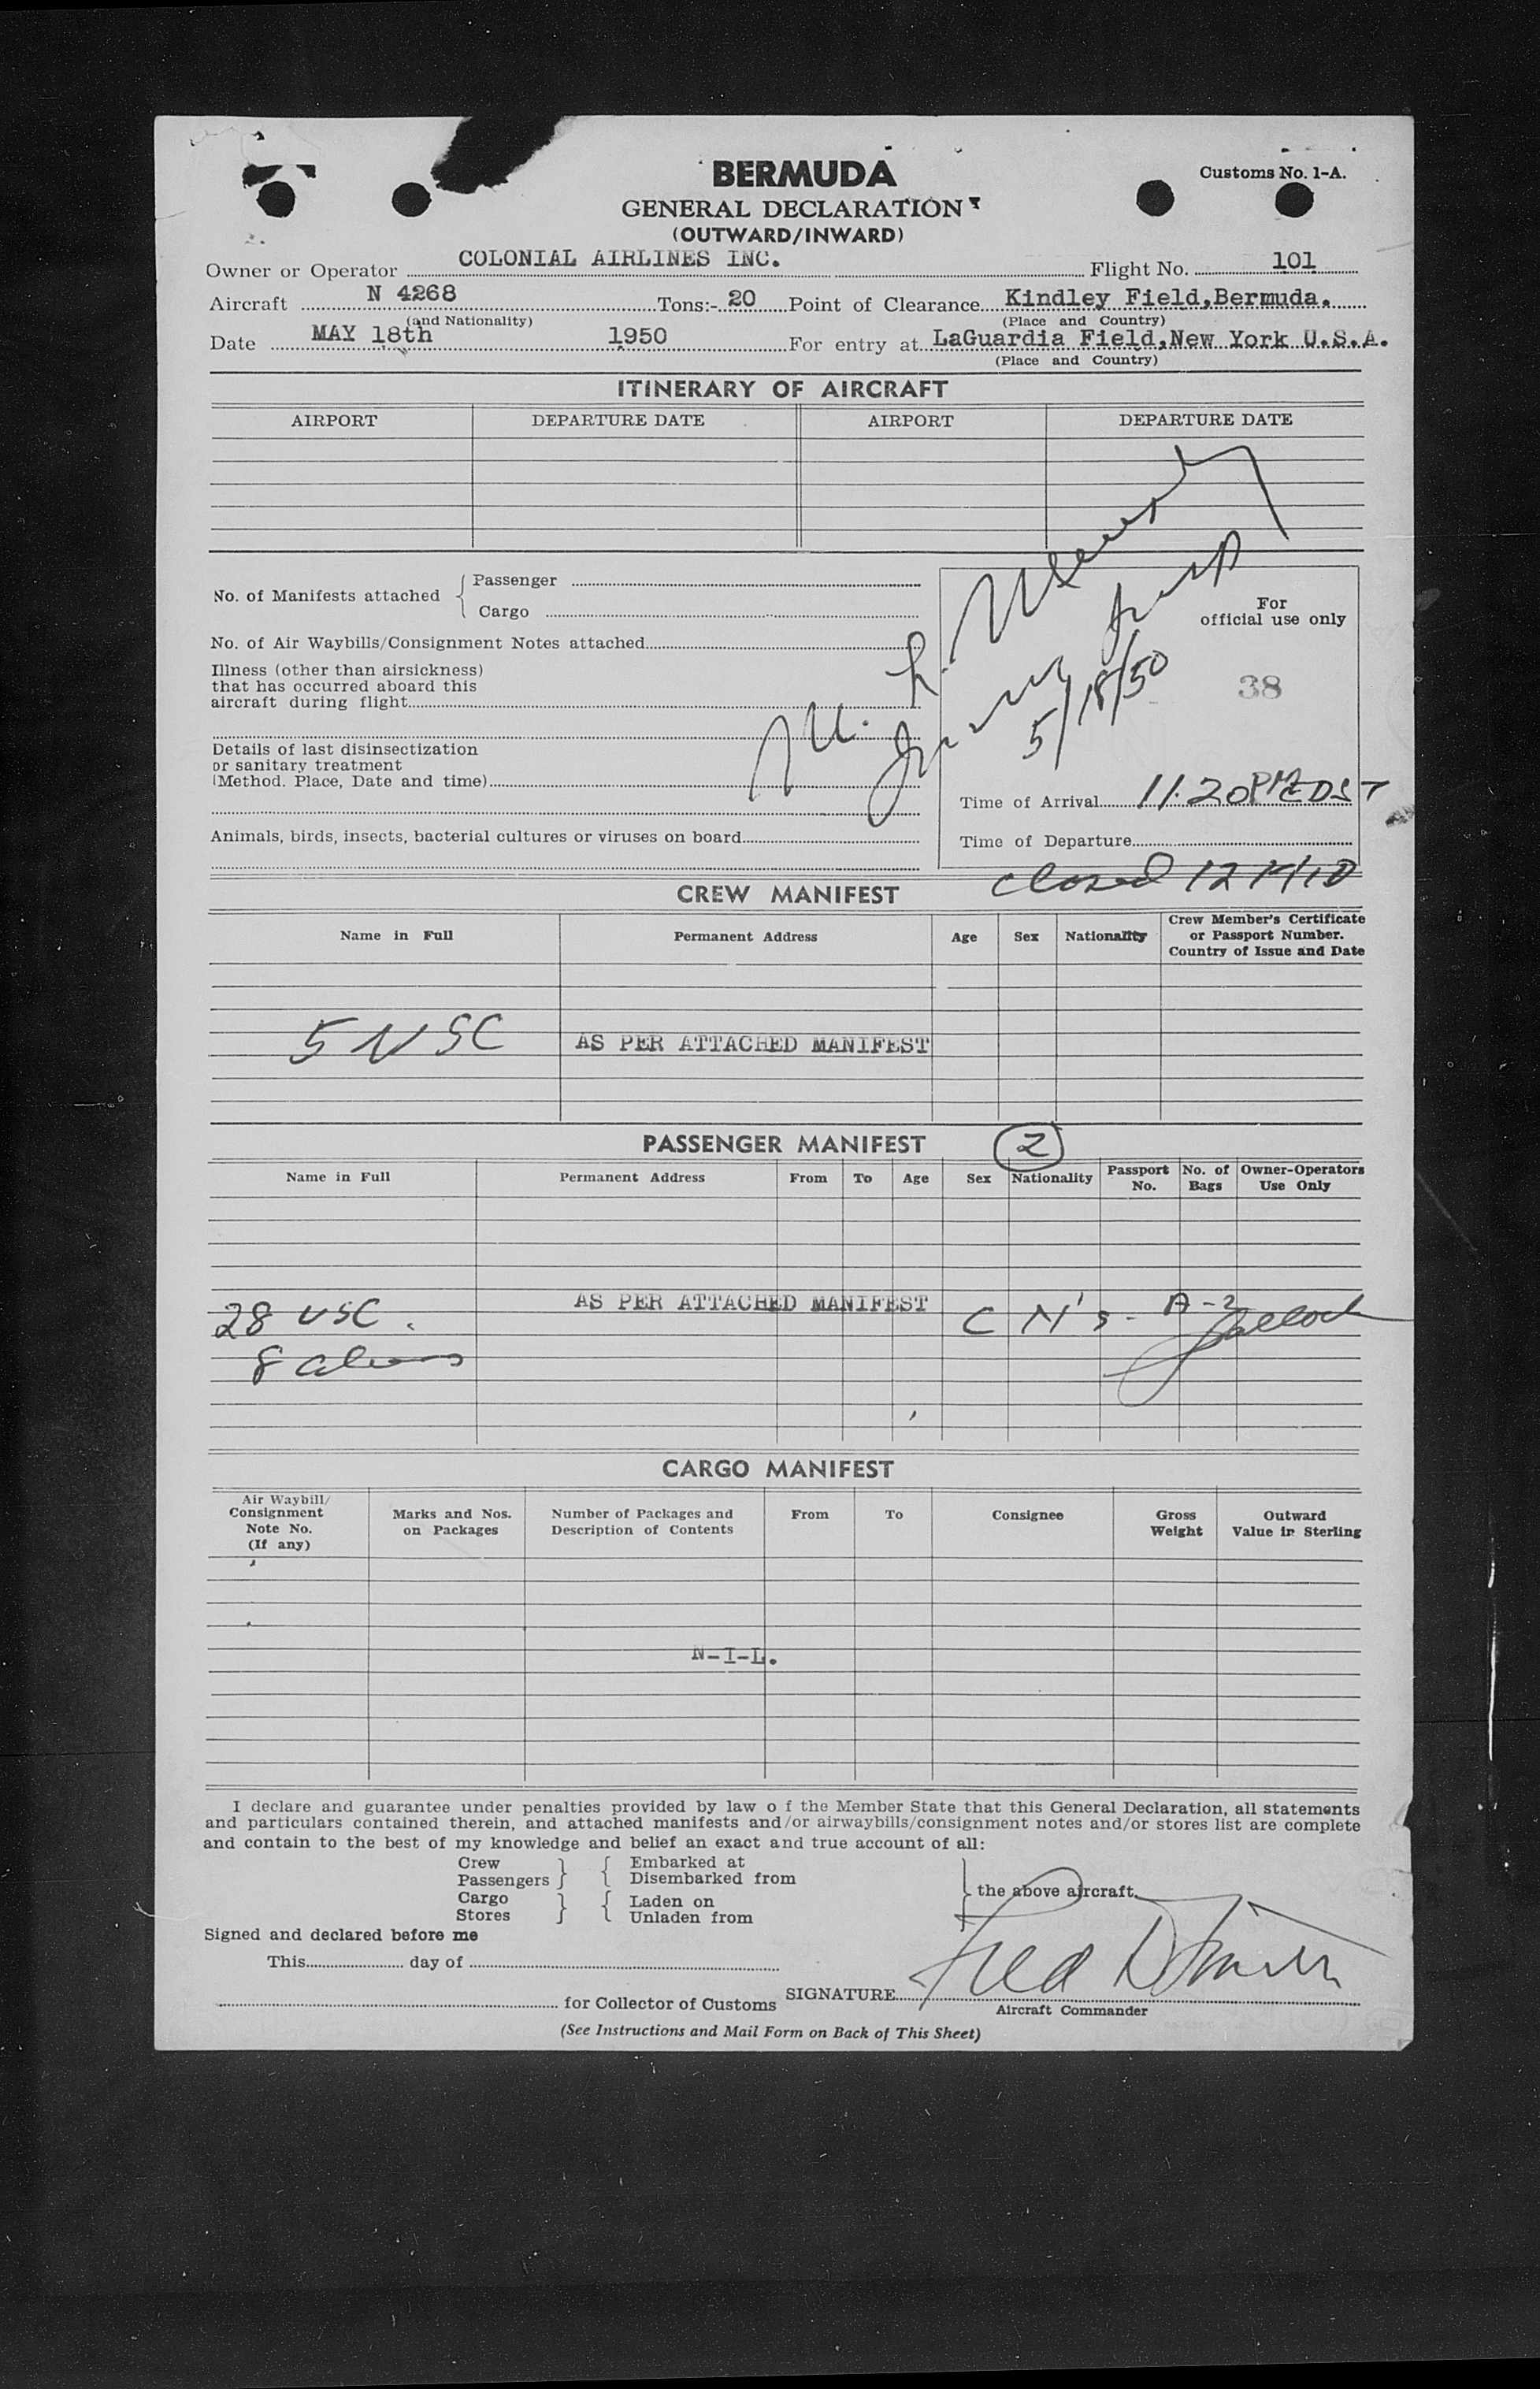 BERMUDA
Customs No. 1-A.
GENERAL DECLARATION
(OUTWARD/INWARD)
Owner or Operator COLONIAL AIRLINES INC. Flight No. 101
Aircraft N 4268 Tons:- 20 Point of Clearance Kindley Field,Bermuda.
(and Nationality) (Place and Country)
Date MAY 18th 1950 For entry at LaGuardia Field,New York U.S.A.
(Place and Country)
ITINERARY OF AIRCRAFT
AIRPORT DEPARTURE DATE AIRPORT DEPARTURE DATE
No. of Manifests attached { Passenger
Cargo
For
official use only
No. of Air Waybills/Consignment Notes attached
Illness (other than airsickness)
that has occurred aboard this
aircraft during flight
38
5/18/50
Details of last disinsectization
or sanitary treatment
(Method. Place, Date and time)
Time of Arrival 11:20 PM EDST
Animals, birds, insects, bacterial cultures or viruses on board
Time of Departure
closed 12
CREW MANIFEST
Name in Full Permanent Address Age Sex Nationality Crew Member's Certificate
or Passport Number.
Country of Issue and Date
5 USC AS PER ATTACHED MANIFEST
PASSENGER MANIFEST 2
Name in Full Permanent Address From To Age Sex Nationality Passport
No. No. of
Bags Owner-Operators
Use Only
28 USC. AS PER ATTACHED MANIFEST C M's - A-2
8 aliens
CARGO MANIFEST
Air Waybill/
Consignment
Note No.
(If any) Marks and Nos.
on Packages Number of Packages and
Description of Contents From To Consignee Gross
Weight Outward
Value in Sterling
N-I-L.
I declare and guarantee under penalties provided by law o f the Member State that this General Declaration, all statements
and particulars contained therein, and attached manifests and/or airwaybills/consignment notes and/or stores list are complete
and contain to the best of my knowledge and belief an exact and true account of all:
Crew } { Embarked at
Passengers } { Disembarked from
Cargo } { Laden on
Stores } { Unladen from
} the above aircraft.
Signed and declared before me
This day of
for Collector of Customs SIGNATURE Fred D Smith
Aircraft Commander
(See Instructions and Mail Form on Back of This Sheet)